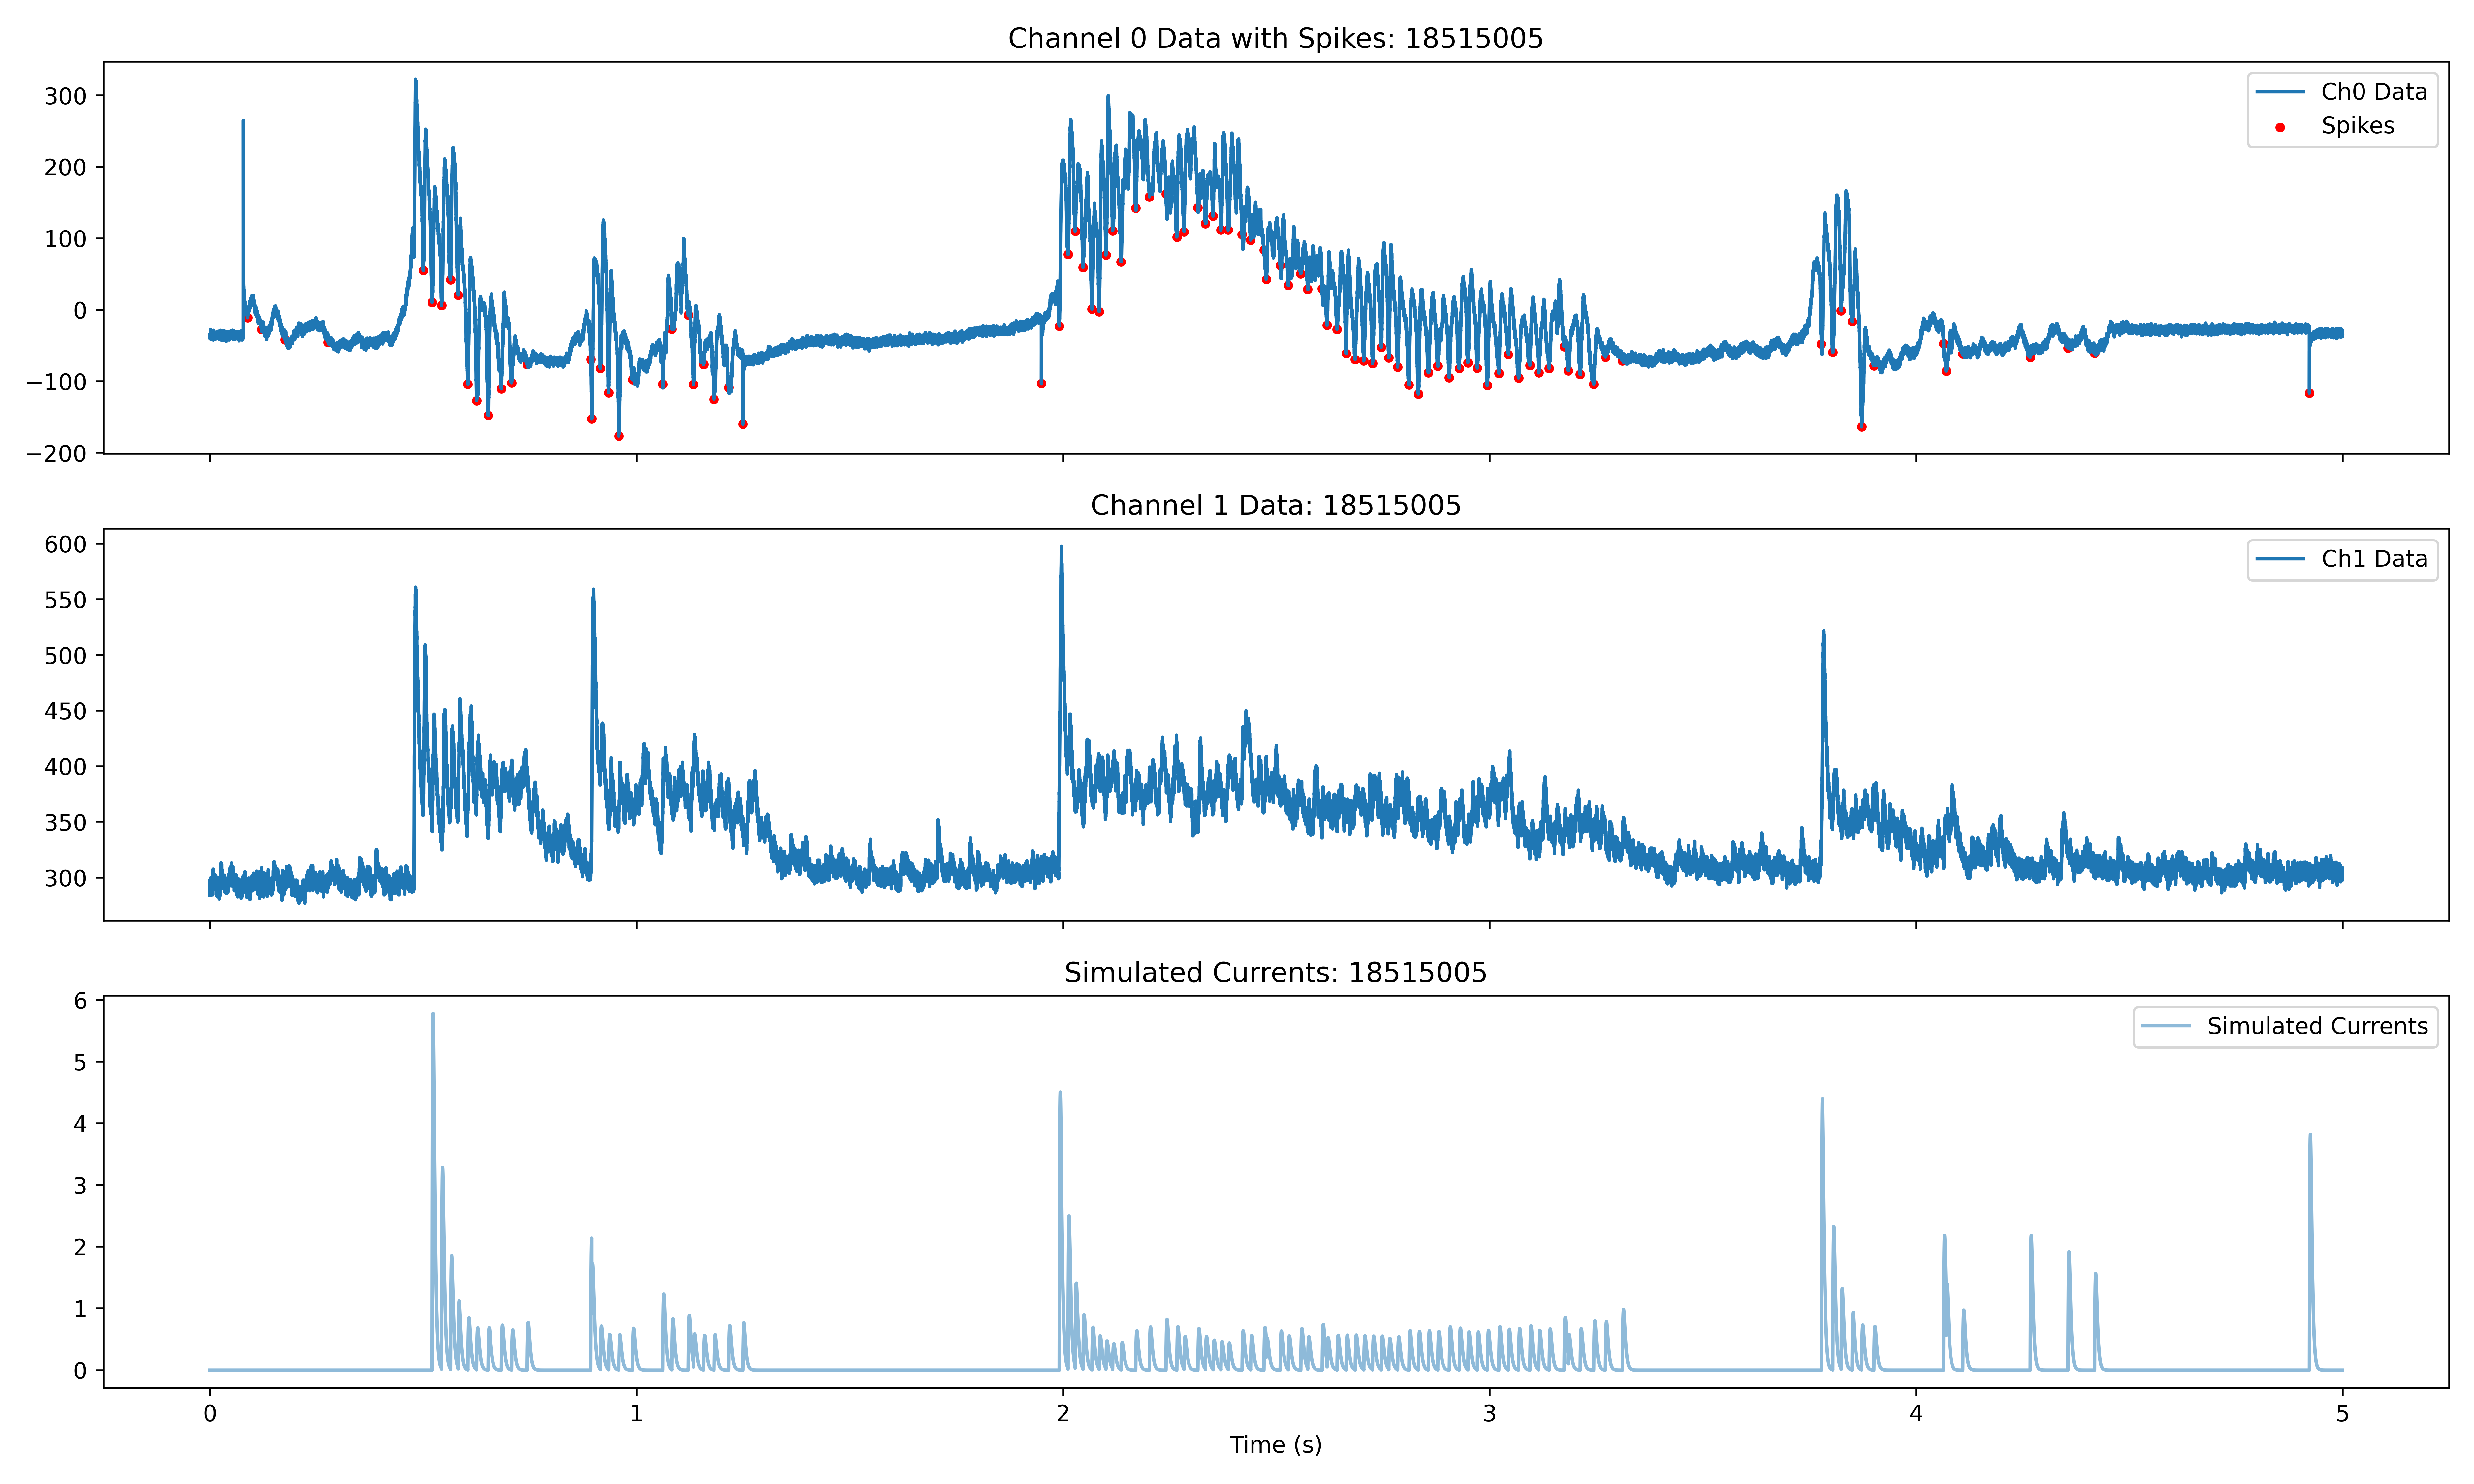 Channel 0 Data with Spikes: 18515005
300
200
100
0
−100
−200
Ch0 Data
Spikes
Channel 1 Data: 18515005
600
550
500
450
400
350
300
Ch1 Data
Simulated Currents: 18515005
6
5
4
3
2
1
0
Simulated Currents
0 1 2 3 4 5
Time (s)